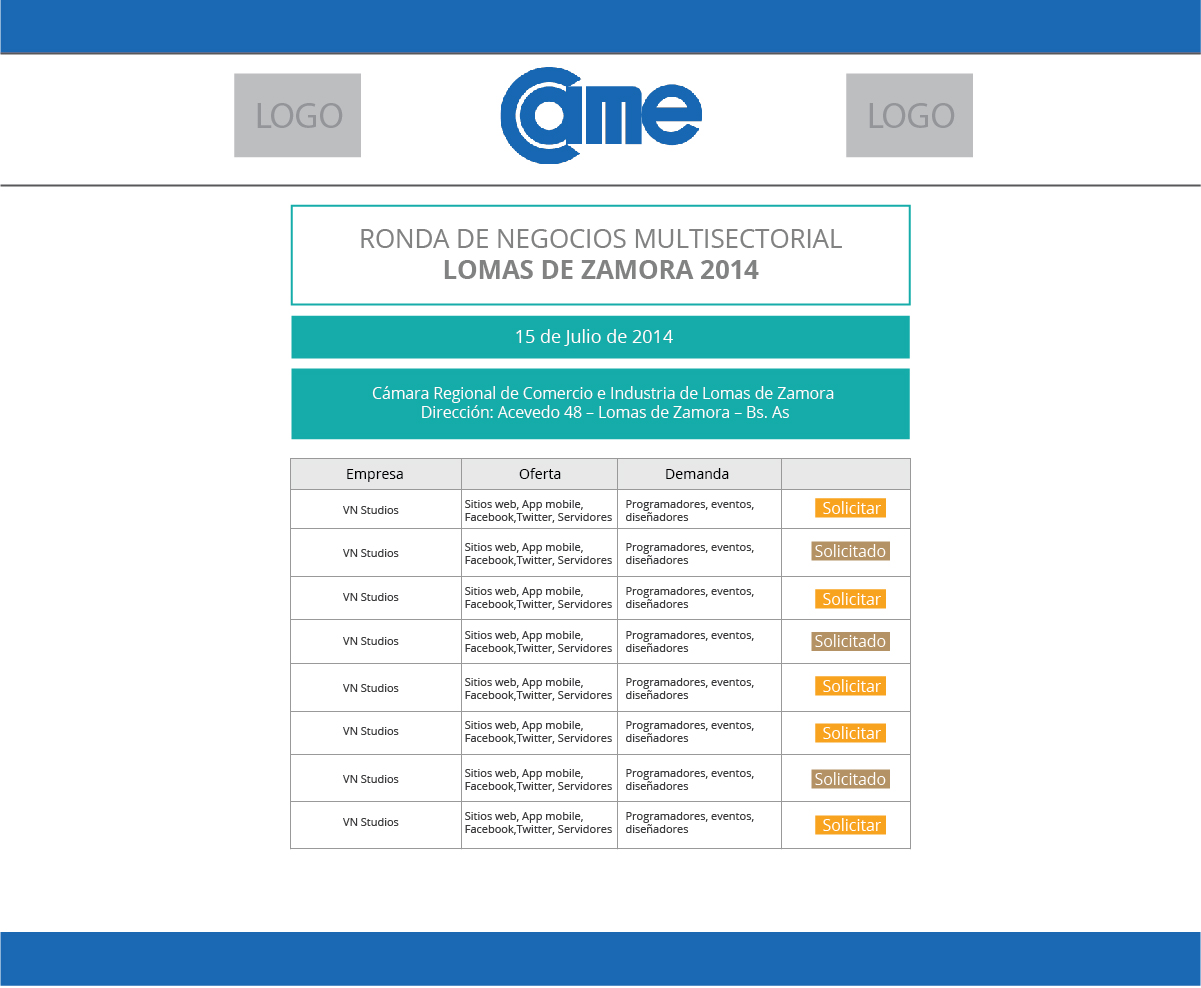 LOGO
Came
LOGO
RONDA DE NEGOCIOS MULTISECTORIAL
LOMAS DE ZAMORA 2014
15 de Julio de 2014
Cámara Regional de Comercio e Industria de Lomas de Zamora
Dirección: Acevedo 48 – Lomas de Zamora – Bs. As
Empresa Oferta Demanda
VN Studios
Sitios web, App mobile,
Facebook,Twitter, Servidores
Programadores, eventos,
diseñadores
Solicitar
VN Studios
Sitios web, App mobile,
Facebook,Twitter, Servidores
Programadores, eventos,
diseñadores
Solicitado
VN Studios
Sitios web, App mobile,
Facebook,Twitter, Servidores
Programadores, eventos,
diseñadores
Solicitar
VN Studios
Sitios web, App mobile,
Facebook,Twitter, Servidores
Programadores, eventos,
diseñadores
Solicitado
VN Studios
Sitios web, App mobile,
Facebook,Twitter, Servidores
Programadores, eventos,
diseñadores
Solicitar
VN Studios
Sitios web, App mobile,
Facebook,Twitter, Servidores
Programadores, eventos,
diseñadores
Solicitar
VN Studios
Sitios web, App mobile,
Facebook,Twitter, Servidores
Programadores, eventos,
diseñadores
Solicitado
VN Studios
Sitios web, App mobile,
Facebook,Twitter, Servidores
Programadores, eventos,
diseñadores
Solicitar